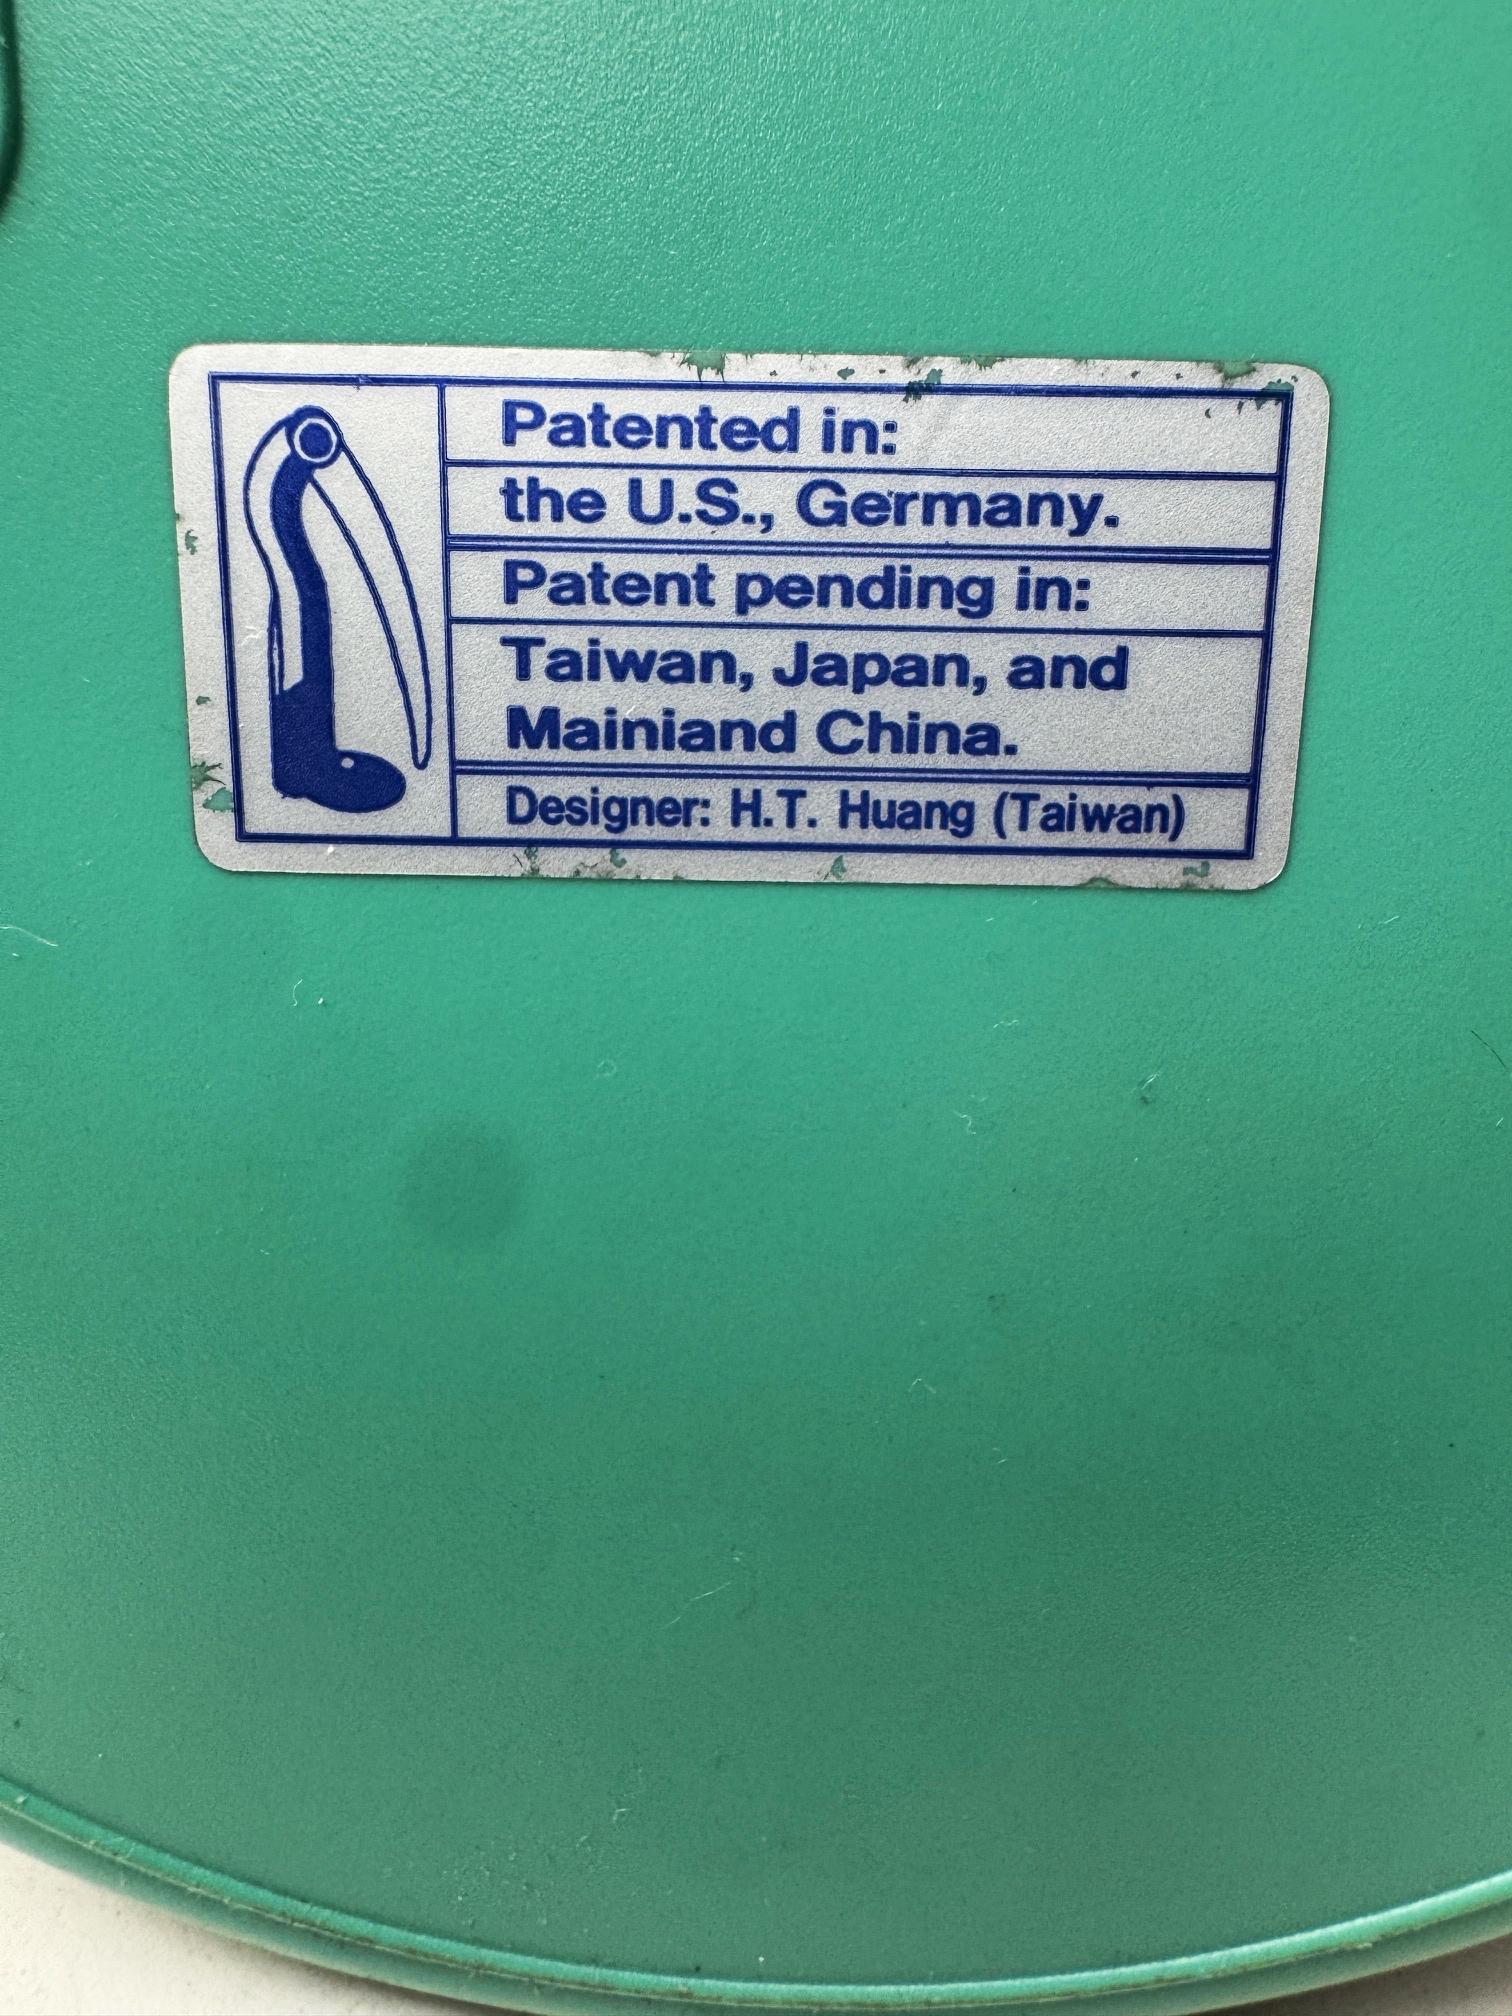 Patented in:
the U.S., Germany.
Patent pending in:
Taiwan, Japan, and
Mainiand China.
Designer: H.T. Huang (Taiwan)